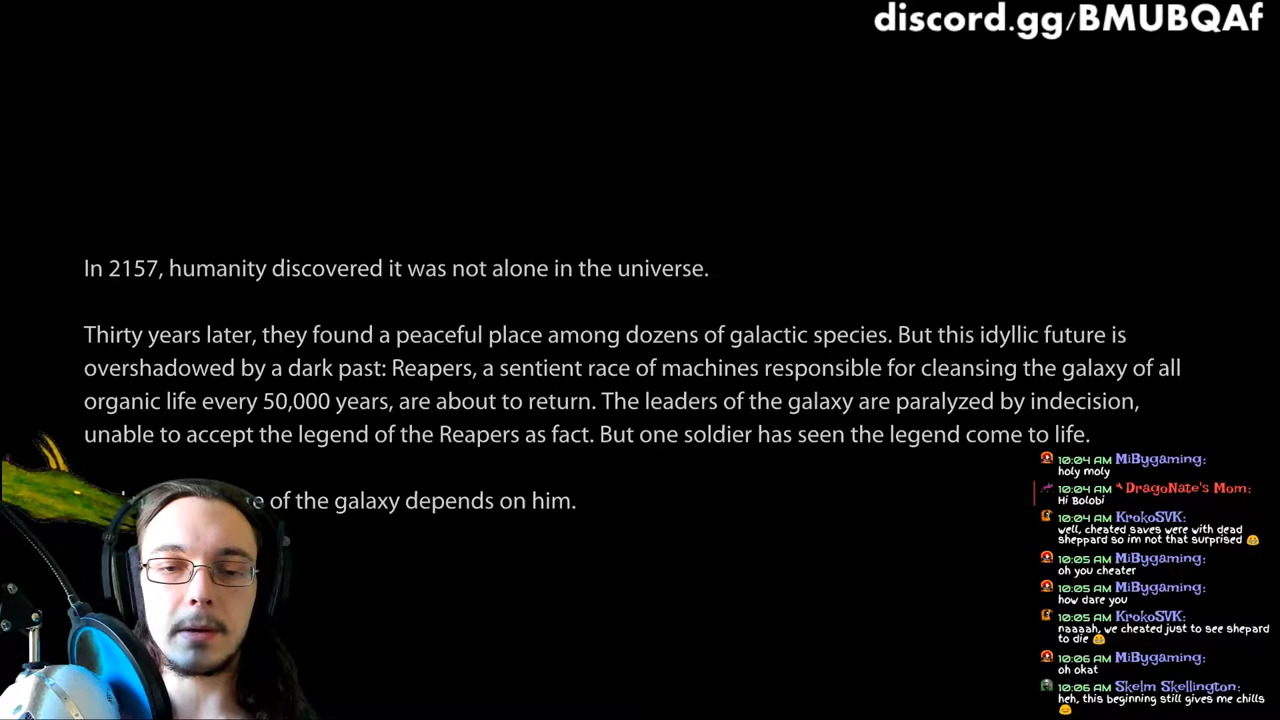 discord.gg/BMUBQAf
In 2157, humanity discovered it was not alone in the universe.
Thirty years later, they found a peaceful place among dozens of galactic species. But this idyllic future is
overshadowed by a dark past: Reapers, a sentient race of machines responsible for cleansing the galaxy of all
organic life every 50,000 years, are about to return. The leaders of the galaxy are paralyzed by indecision,
unable to accept the legend of the Reapers as fact. But one soldier has seen the legend come to life.
of the galaxy depends on him.
10:04 AM MiBygaming:
holy moly
10:04 AM DragoNate's Mom:
Hi Bolobi
10:04 AM KrokoSVK:
well, cheated saves were with dead
sheppard so im not that surprised
10:05 AM MiBygaming:
oh you cheater
10:05 AM MiBygaming:
how dare you
10:05 AM KrokoSVK:
naaaah, we cheated just to see shepard
to die
10:06 AM MiBygaming:
oh okat
10:06 AM Skelm Skellington:
heh, this beginning still gives me chills